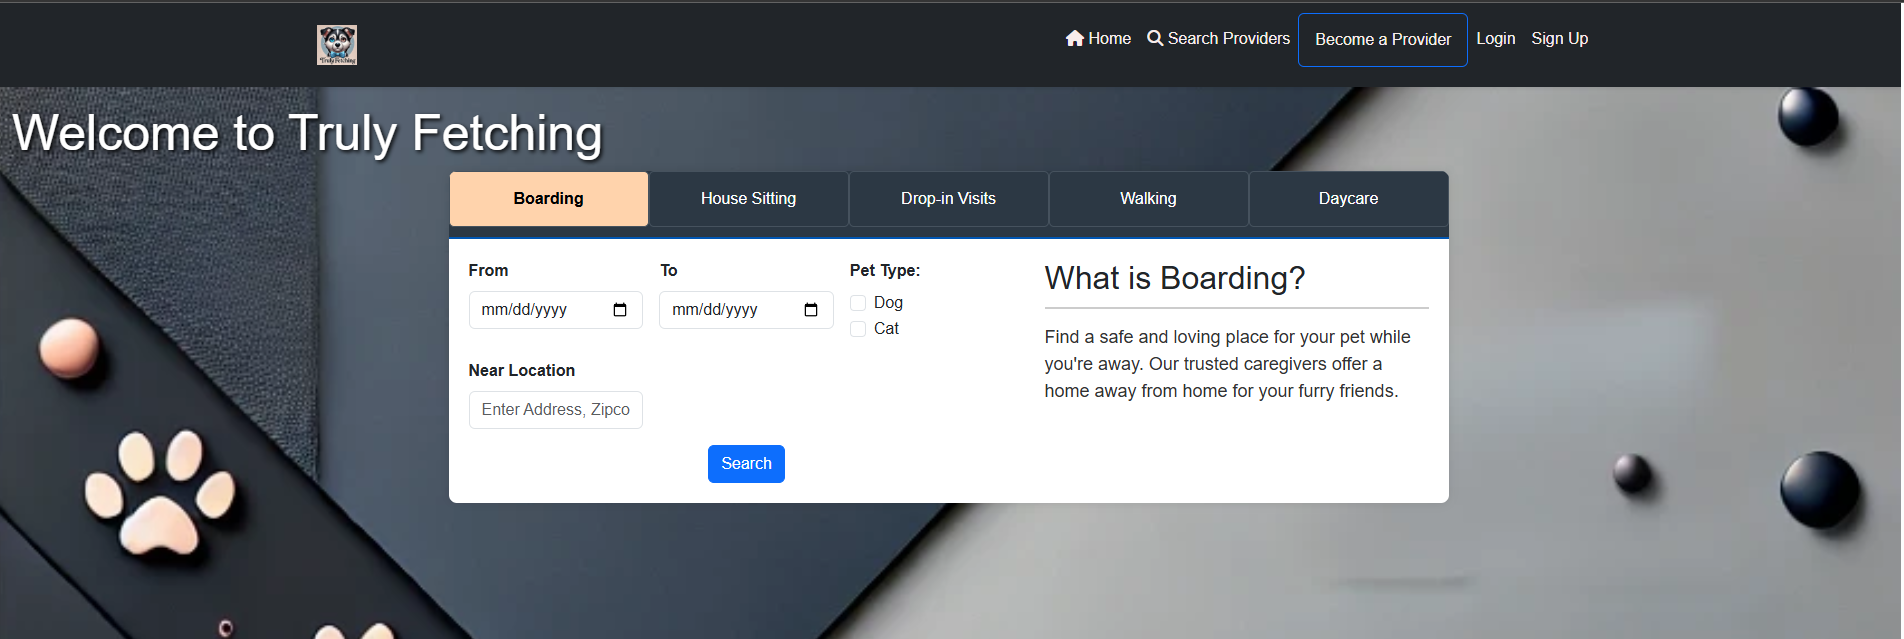 Truly Fetching
Home
Search Providers
Become a Provider
Login
Sign Up
Welcome to Truly Fetching
Boarding
House Sitting
Drop-in Visits
Walking
Daycare
From
To
Pet Type:
mm/dd/yyyy
mm/dd/yyyy
Dog
Cat
Near Location
Enter Address, Zipco
Search
What is Boarding?
Find a safe and loving place for your pet while
you're away. Our trusted caregivers offer a
home away from home for your furry friends.